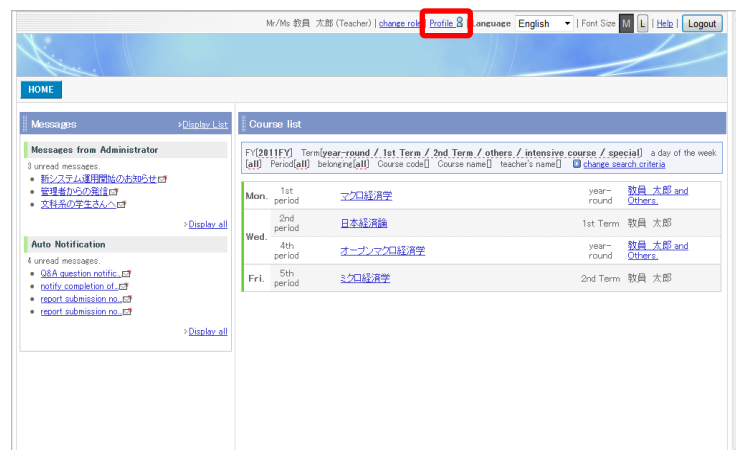 Mr/Ms 教員 太郎 (Teacher) | change role | Profile | Language English | Font Size M L | Help | Logout
HOME
Messages >Display List
Messages from Administrator
3 unread messages.
新システム運用開始のお知らせ
管理者からの発信
文科系の学生さんへ
>Display all
Auto Notification
4 unread messages.
Q&A question notific...
notify completion of...
report submission no...
report submission no...
>Display all
Course list
FY[2011FY] Term[year-round / 1st Term / 2nd Term / others / intensive course / special] a day of the week
[all] Period[all] belonging[all] Course code[] Course name[] teacher's name[] change search criteria
Mon. 1st period マクロ経済学 year-round 教員 太郎 and Others.
Wed. 2nd period 日本経済論 1st Term 教員 太郎
4th period オープンマクロ経済学 year-round 教員 太郎 and Others.
Fri. 5th period ミクロ経済学 2nd Term 教員 太郎